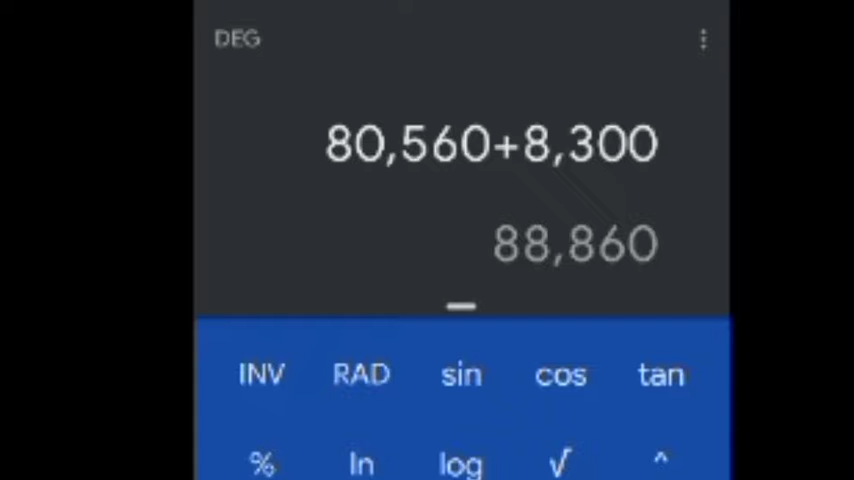 DEG
80,560+8,300
88,860
INV RAD sin cos tan
% ln log √ ^